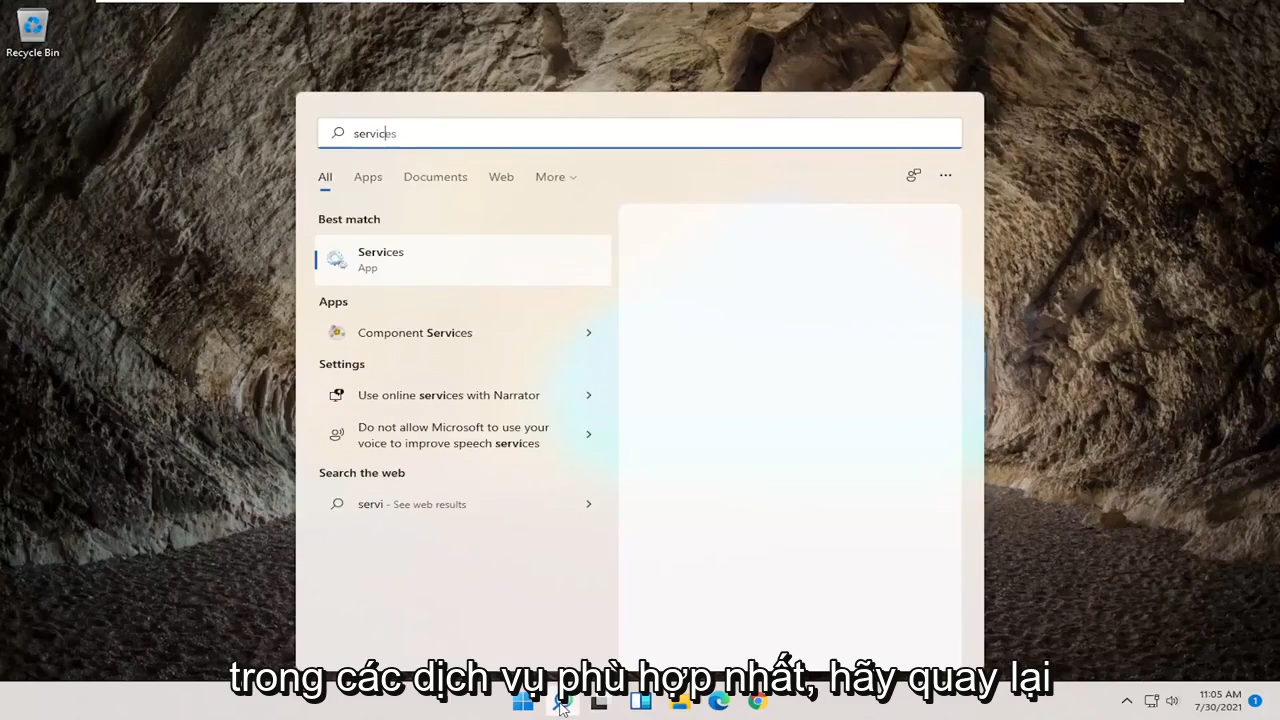 Recycle Bin
services
All Apps Documents Web More
Best match
Services
App
Apps
Component Services
Settings
Use online services with Narrator
Do not allow Microsoft to use your
voice to improve speech services
Search the web
servi - See web results
trong các dịch vụ phù hợp nhất, hãy quay lại
11:05 AM
7/30/2021
1